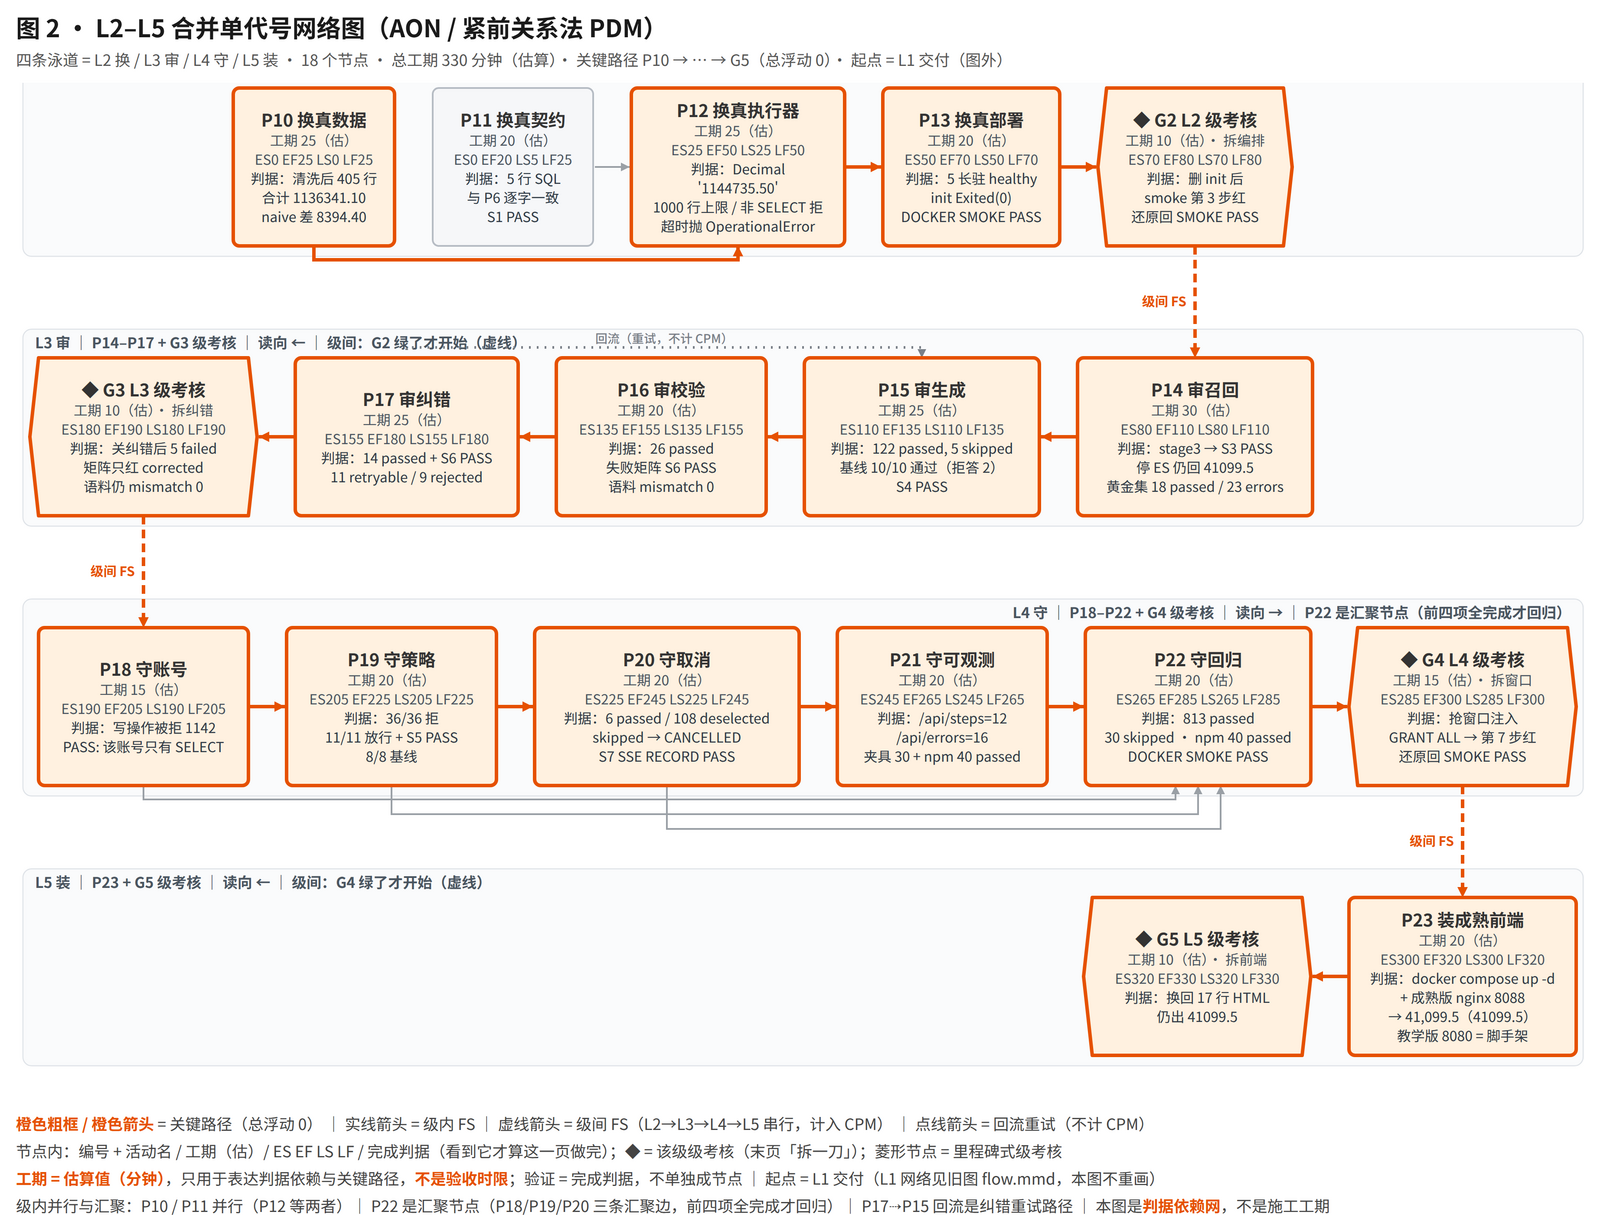 图 2 · L2–L5 合并单代号网络图（AON / 紧前关系法 PDM）
四条泳道 = L2 换 / L3 审 / L4 守 / L5 装 · 18 个节点 · 总工期 330 分钟（估算）· 关键路径 P10 → ··· → G5（总浮动 0）· 起点 = L1 交付（图外）
P10 换真数据
工期 25（估）
ES0 EF25 LS0 LF25
判据：清洗后 405 行
合计 1136341.10
naive 差 8394.40
P11 换真契约
工期 20（估）
ES0 EF20 LS5 LF25
判据：5 行 SQL
与 P6 逐字一致
S1 PASS
P12 换真执行器
工期 25（估）
ES25 EF50 LS25 LF50
判据：Decimal
'1144735.50'
1000 行上限 / 非 SELECT 拒
超时抛 OperationalError
P13 换真部署
工期 20（估）
ES50 EF70 LS50 LF70
判据：5 长驻 healthy
init Exited(0)
DOCKER SMOKE PASS
◆ G2 L2 级考核
工期 10（估）· 拆编排
ES70 EF80 LS70 LF80
判据：删 init 后
smoke 第 3 步红
还原回 SMOKE PASS
级间 FS
L3 审 ｜ P14–P17 + G3 级考核 ｜ 读向 ← ｜ 级间：G2 绿了才开始（虚线）
回流（重试，不计 CPM）
◆ G3 L3 级考核
工期 10（估）· 拆纠错
ES180 EF190 LS180 LF190
判据：关纠错后 5 failed
矩阵只红 corrected
语料仍 mismatch 0
P17 审纠错
工期 25（估）
ES155 EF180 LS155 LF180
判据：14 passed + S6 PASS
11 retryable / 9 rejected
P16 审校验
工期 20（估）
ES135 EF155 LS135 LF155
判据：26 passed
失败矩阵 S6 PASS
语料 mismatch 0
P15 审生成
工期 25（估）
ES110 EF135 LS110 LF135
判据：122 passed, 5 skipped
基线 10/10 通过（拒答 2）
S4 PASS
P14 审召回
工期 30（估）
ES80 EF110 LS80 LF110
判据：stage3 → S3 PASS
停 ES 仍回 41099.5
黄金集 18 passed / 23 errors
级间 FS
L4 守 ｜ P18–P22 + G4 级考核 ｜ 读向 → ｜ P22 是汇聚节点（前四项全完成才回归）
P18 守账号
工期 15（估）
ES190 EF205 LS190 LF205
判据：写操作被拒 1142
PASS: 该账号只有 SELECT
P19 守策略
工期 20（估）
ES205 EF225 LS205 LF225
判据：36/36 拒
11/11 放行 + S5 PASS
8/8 基线
P20 守取消
工期 20（估）
ES225 EF245 LS225 LF245
判据：6 passed / 108 deselected
skipped → CANCELLED
S7 SSE RECORD PASS
P21 守可观测
工期 20（估）
ES245 EF265 LS245 LF265
判据：/api/steps=12
/api/errors=16
夹具 30 + npm 40 passed
P22 守回归
工期 20（估）
ES265 EF285 LS265 LF285
判据：813 passed
30 skipped · npm 40 passed
DOCKER SMOKE PASS
◆ G4 L4 级考核
工期 15（估）· 拆窗口
ES285 EF300 LS285 LF300
判据：抢窗口注入
GRANT ALL → 第 7 步红
还原回 SMOKE PASS
级间 FS
L5 装 ｜ P23 + G5 级考核 ｜ 读向 ← ｜ 级间：G4 绿了才开始（虚线）
◆ G5 L5 级考核
工期 10（估）· 拆前端
ES320 EF330 LS320 LF330
判据：换回 17 行 HTML
仍出 41099.5
P23 装成熟前端
工期 20（估）
ES300 EF320 LS300 LF320
判据：docker compose up -d
+ 成熟版 nginx 8088
→ 41,099.5（41099.5）
教学版 8080 = 脚手架
橙色粗框 / 橙色箭头 = 关键路径（总浮动 0） ｜ 实线箭头 = 级内 FS ｜ 虚线箭头 = 级间 FS（L2→L3→L4→L5 串行，计入 CPM） ｜ 点线箭头 = 回流重试（不计 CPM）
节点内：编号 + 活动名 / 工期（估）/ ES EF LS LF / 完成判据（看到它才算这一页做完）；◆ = 该级级考核（末页「拆一刀」）；菱形节点 = 里程碑式级考核
工期 = 估算值（分钟），只用于表达判据依赖与关键路径，不是验收时限；验证 = 完成判据，不单独成节点 ｜ 起点 = L1 交付（L1 网络见旧图 flow.mmd，本图不重画）
级内并行与汇聚：P10 / P11 并行（P12 等两者） ｜ P22 是汇聚节点（P18/P19/P20 三条汇聚边，前四项全完成才回归） ｜ P17⇢P15 回流是纠错重试路径 ｜ 本图是判据依赖网，不是施工工期